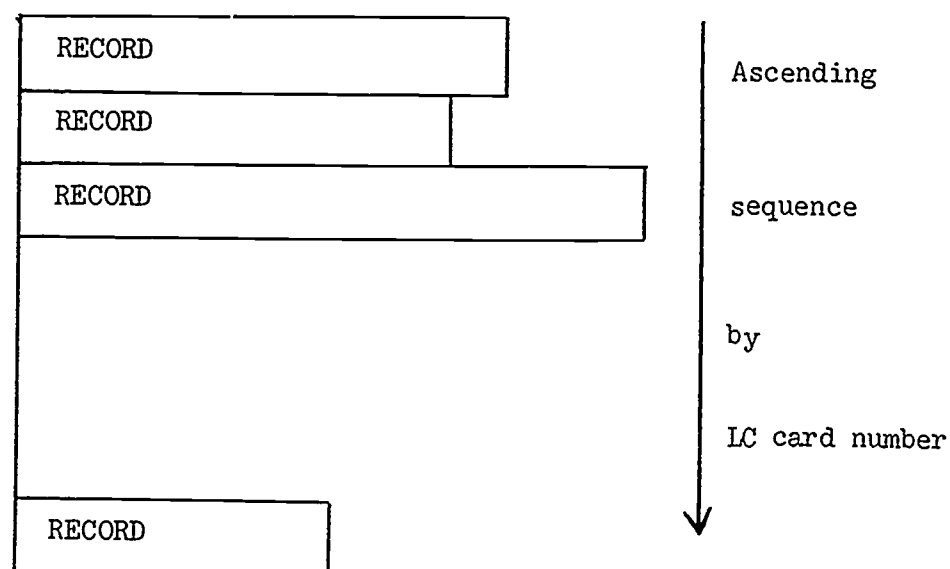 RECORD
RECORD
RECORD
RECORD
Ascending
sequence
by
LC card number